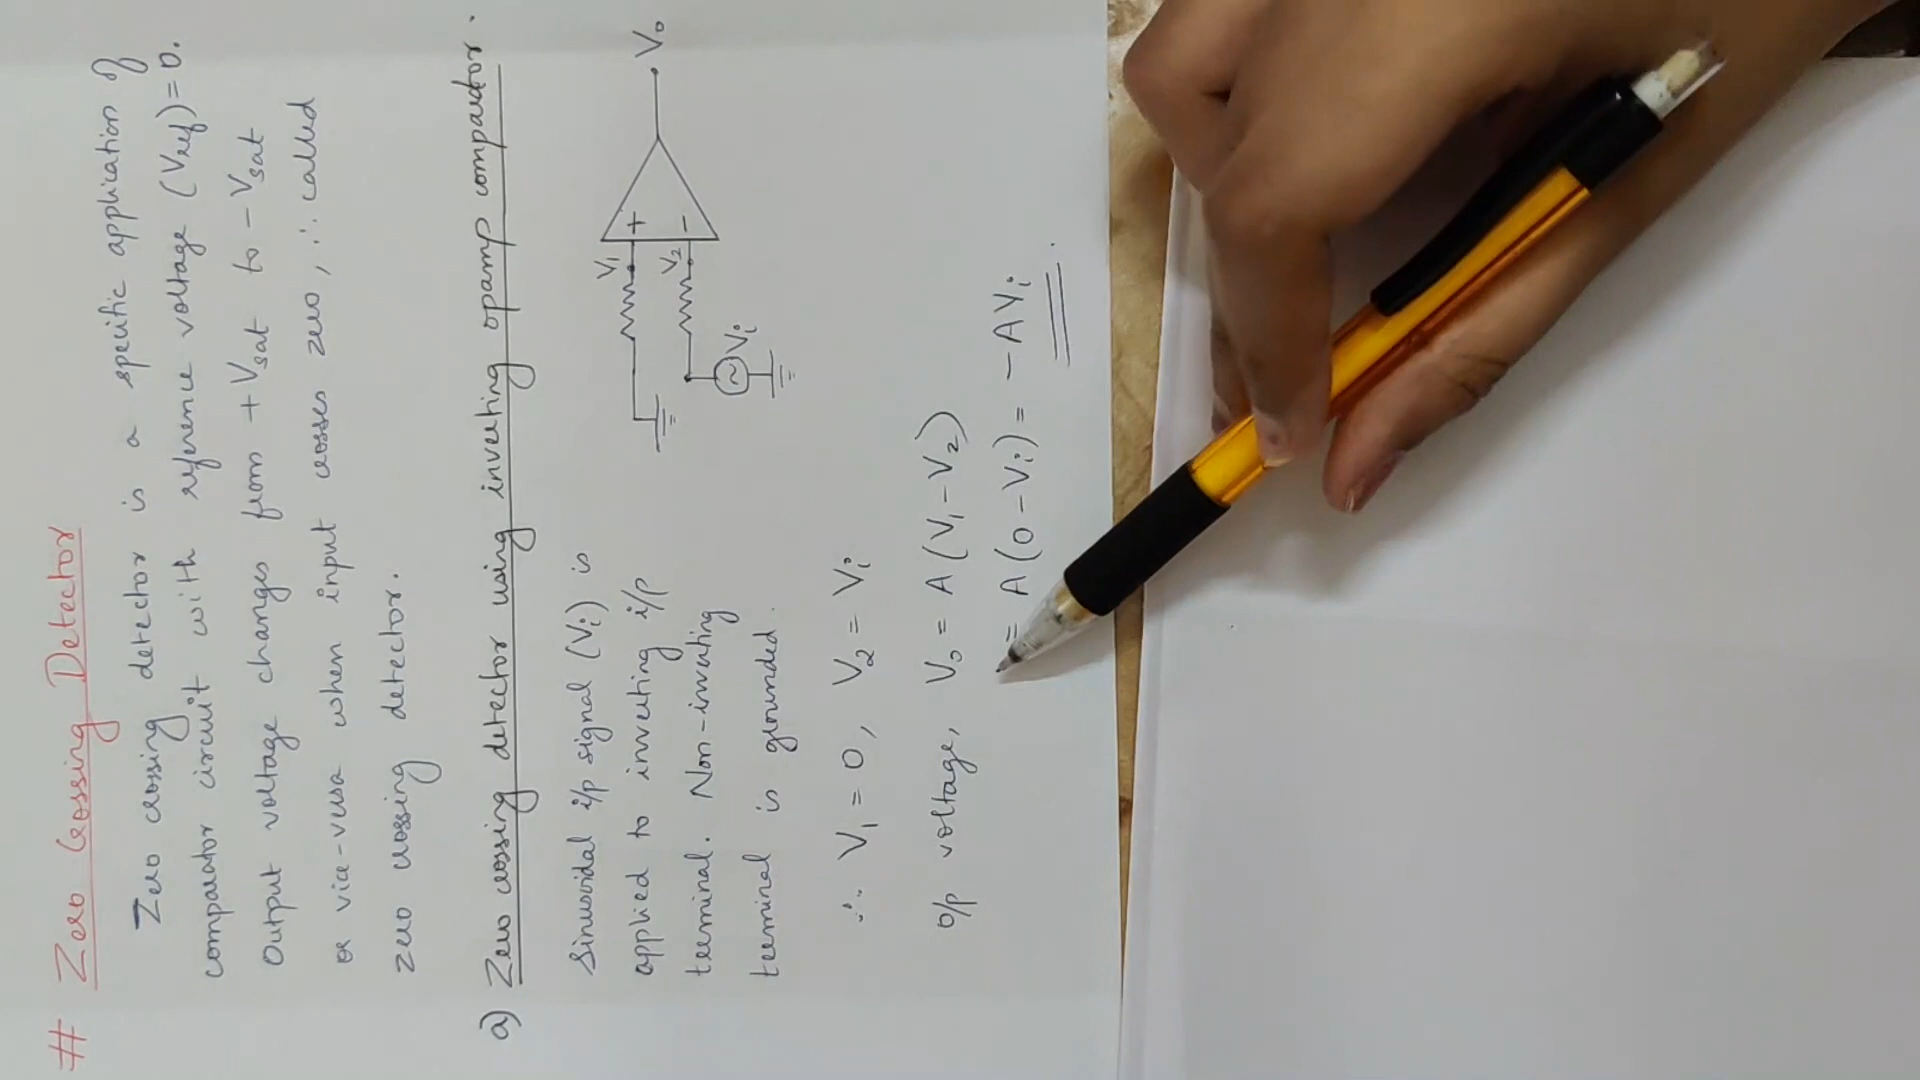 # Zero Crossing Detector
Zero crossing detector is a specific application of
comparator circuit with reference voltage (Vref) = 0.
Output voltage changes from + Vsat to - Vsat
or vice-versa when input crosses zero, ∴ called
zero crossing detector.
a) Zero crossing detector using inverting opamp comparator.
Sinusoidal i/p signal (Vi) is
applied to inverting i/p
terminal. Non-inverting
terminal is grounded.
V1
+
V2
-
Vo
~
Vi
∴ V1 = 0, V2 = Vi
o/p voltage, Vo = A (V1 - V2)
= A (0 - Vi) = - AVi.